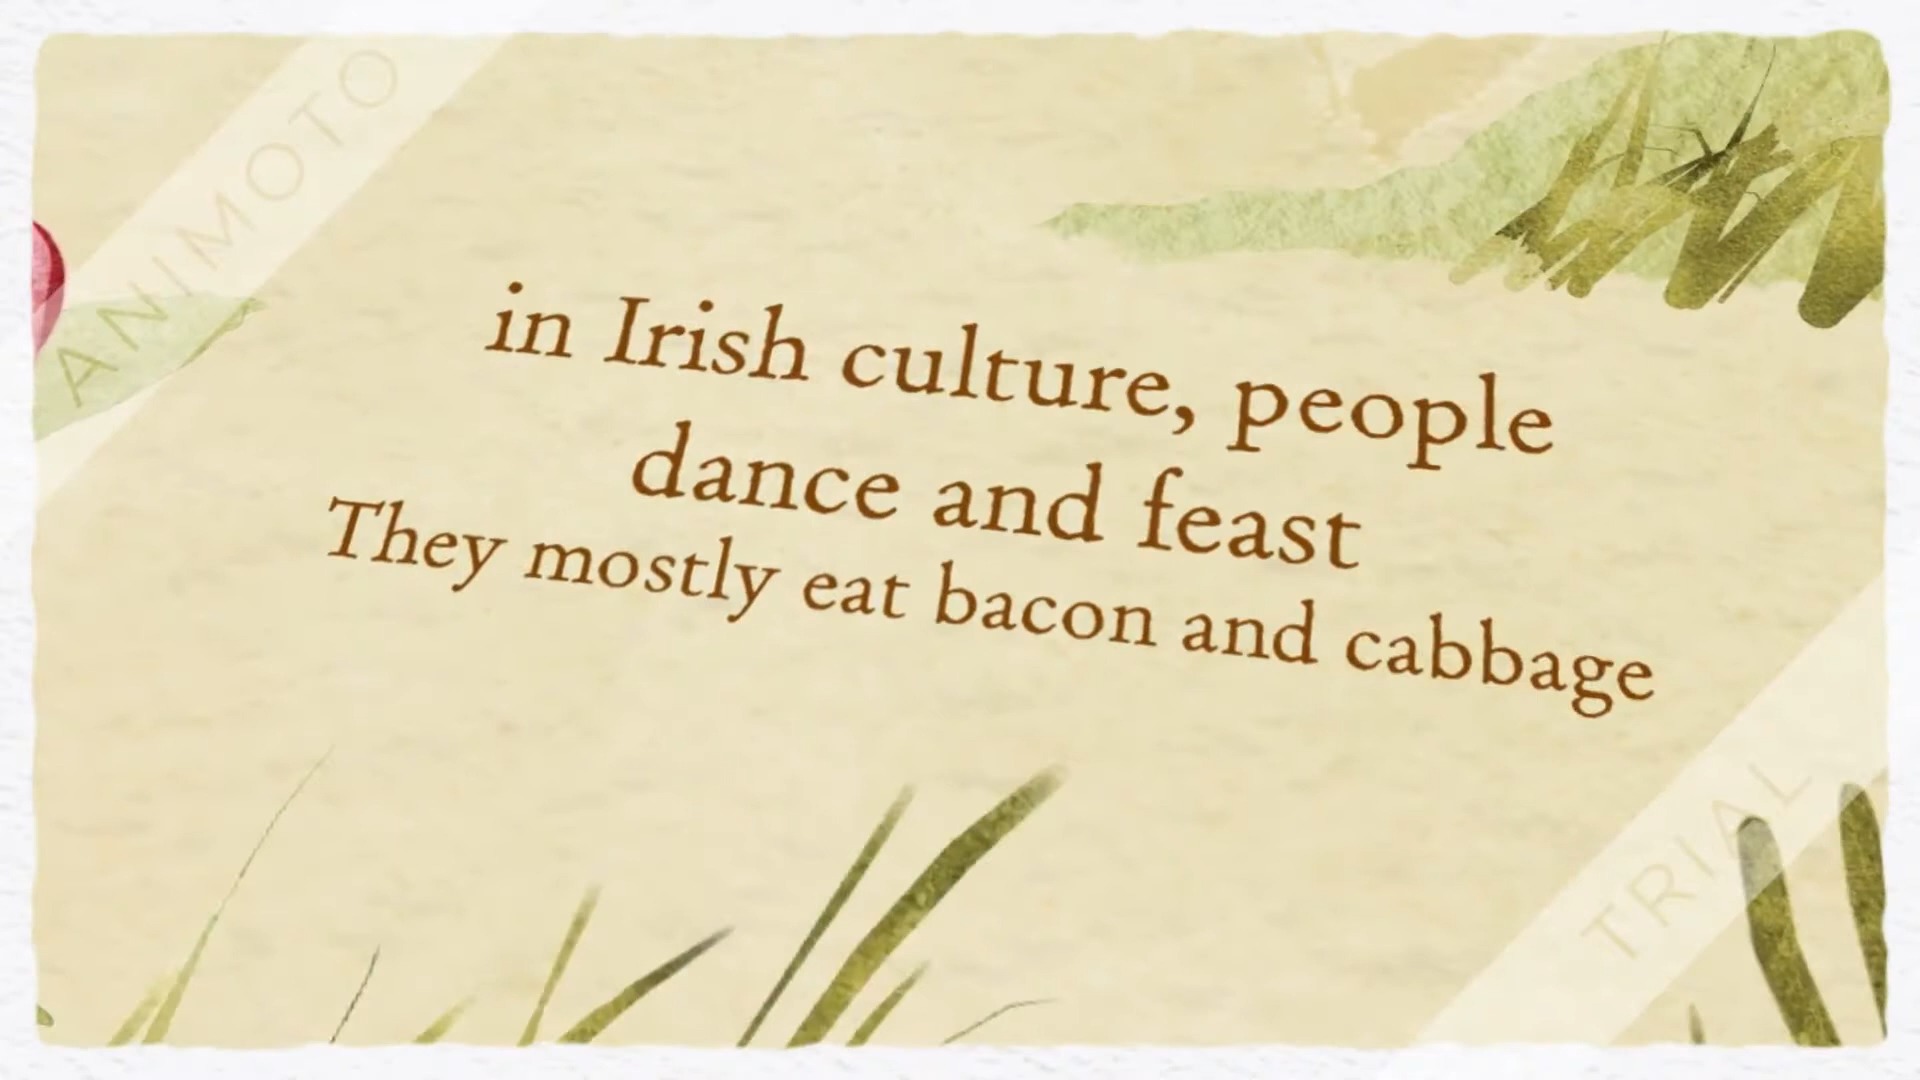 ANIMOTO
in Irish culture, people
dance and feast
They mostly eat bacon and cabbage
TRIAL